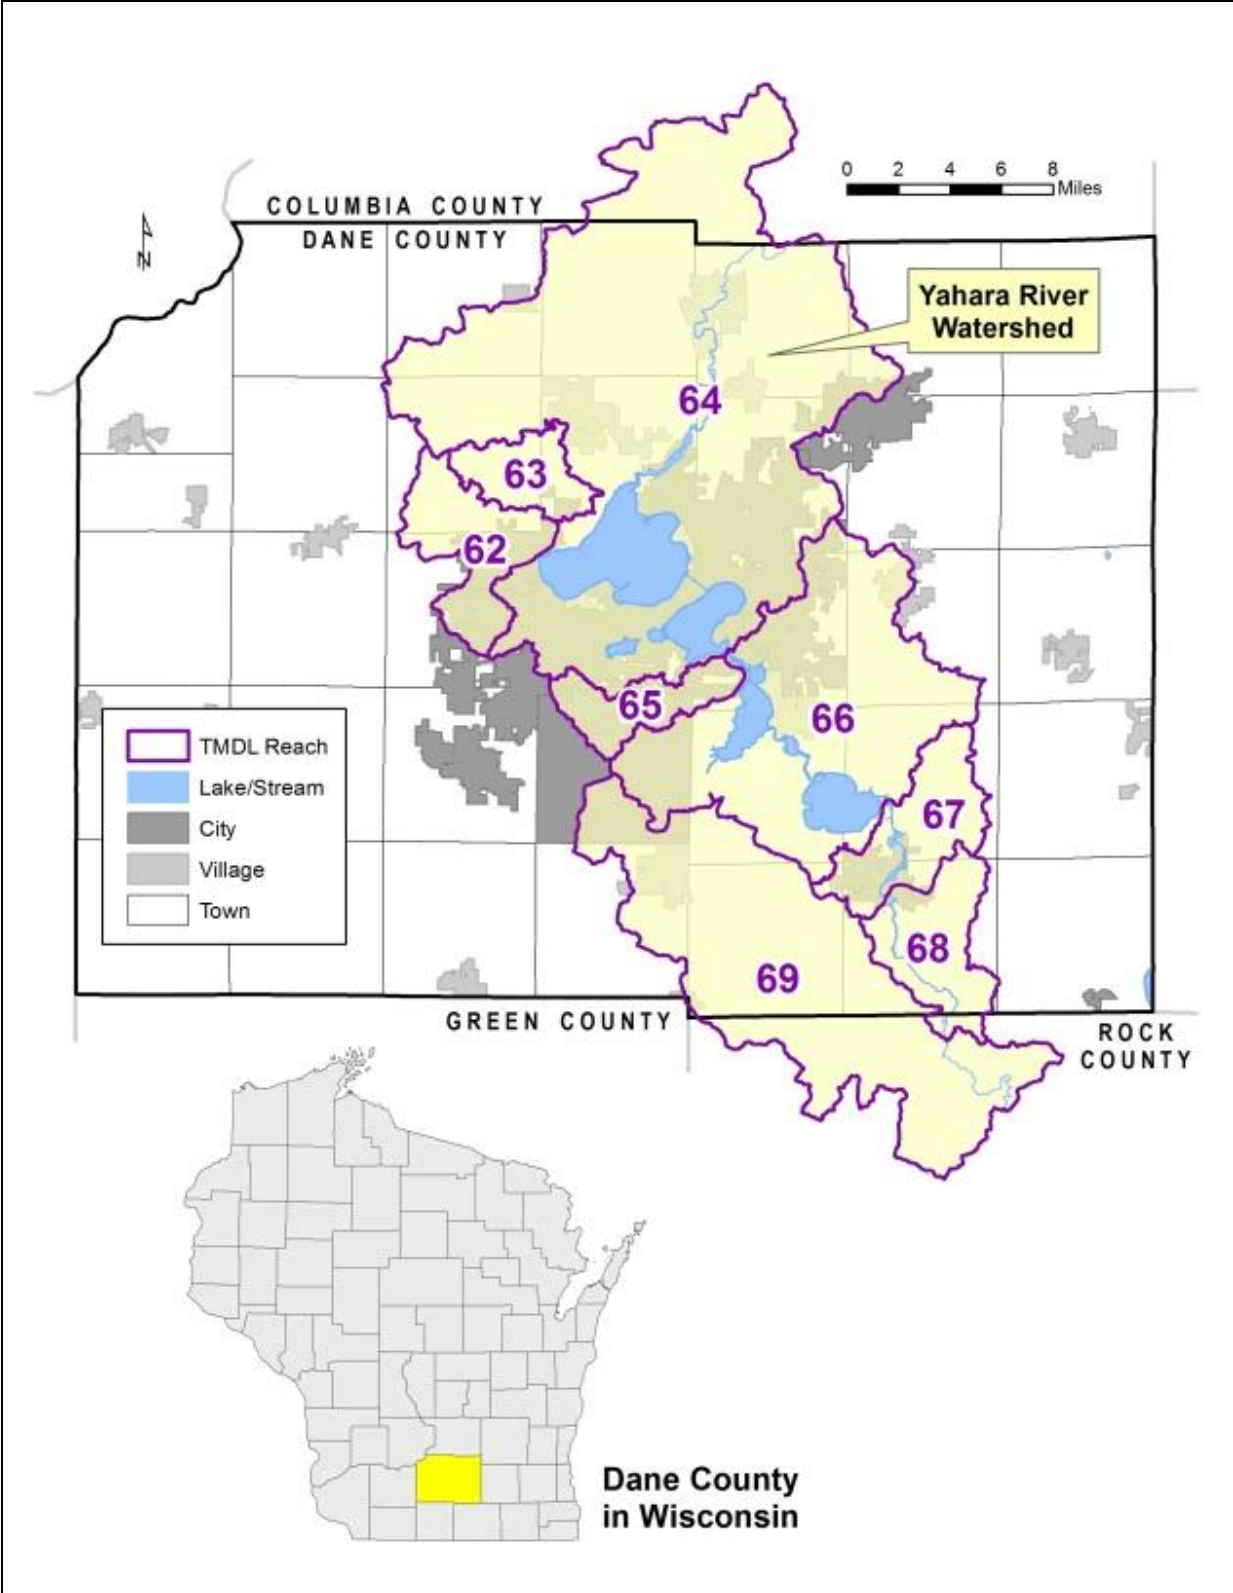 0 2 4 6 8
Miles
COLUMBIA COUNTY
DANE COUNTY
N
Yahara River
Watershed
64
63
62
65
66
67
68
69
TMDL Reach
Lake/Stream
City
Village
Town
GREEN COUNTY
ROCK
COUNTY
Dane County
in Wisconsin